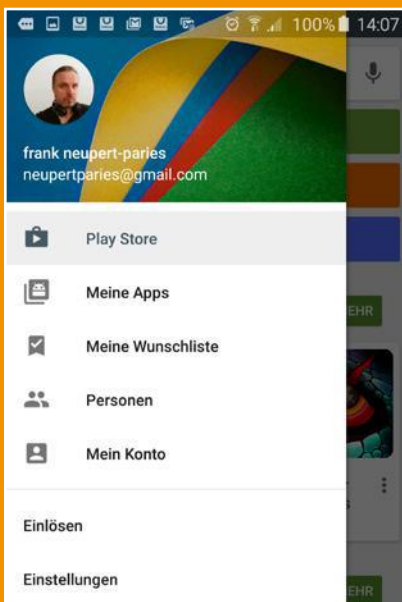 100% 14:07
frank neupert-paries
neupertparies@gmail.com
Play Store
Meine Apps
EHR
Meine Wunschliste
Personen
Mein Konto
Einlösen
Einstellungen
EHR